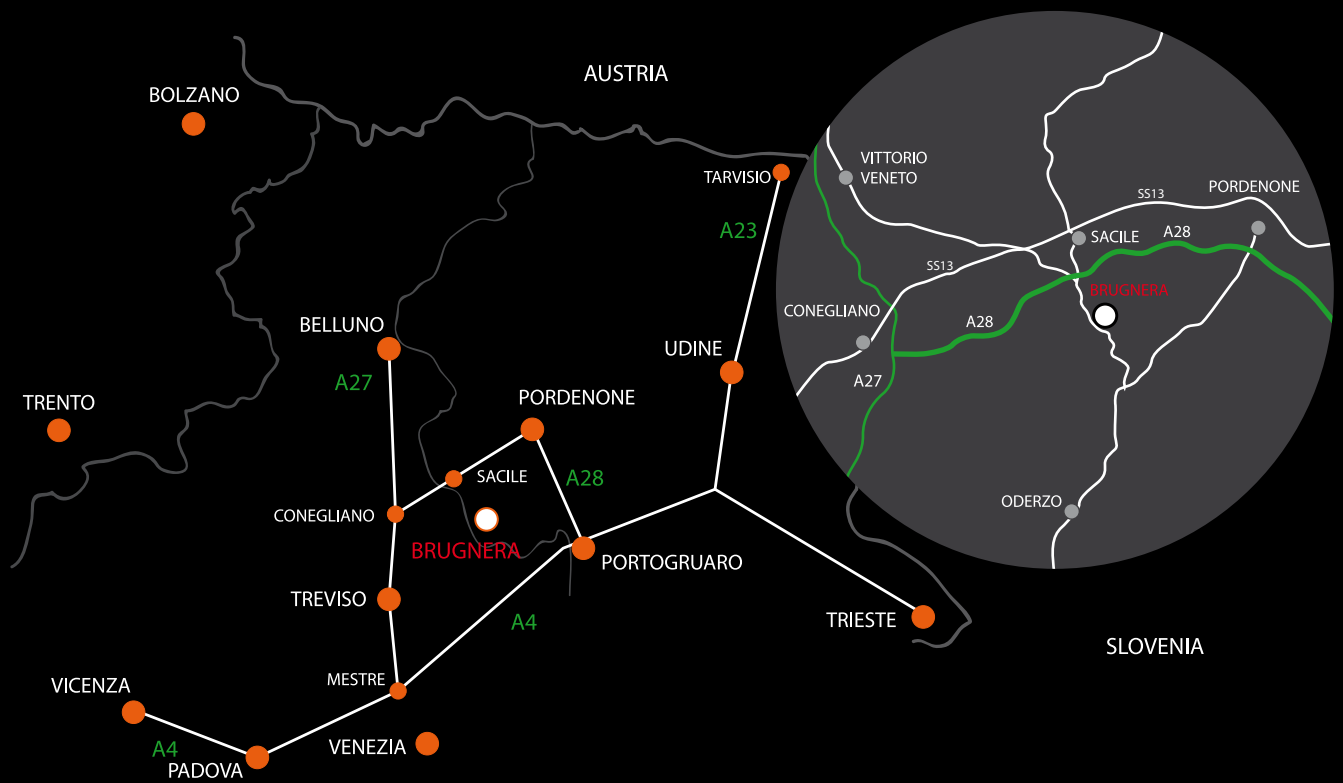 AUSTRIA
BOLZANO
VITTORIO
VENETO
TARVISIO
PORDENONE
SS13
A23
SACILE
A28
SS13
BRUGNERA
CONEGLIANO
A28
BELLUNO
UDINE
A27
A27
TRENTO
PORDENONE
SACILE
A28
ODERZO
CONEGLIANO
BRUGNERA
PORTOGRUARO
TREVISO
A4
TRIESTE
SLOVENIA
MESTRE
VICENZA
A4
VENEZIA
PADOVA